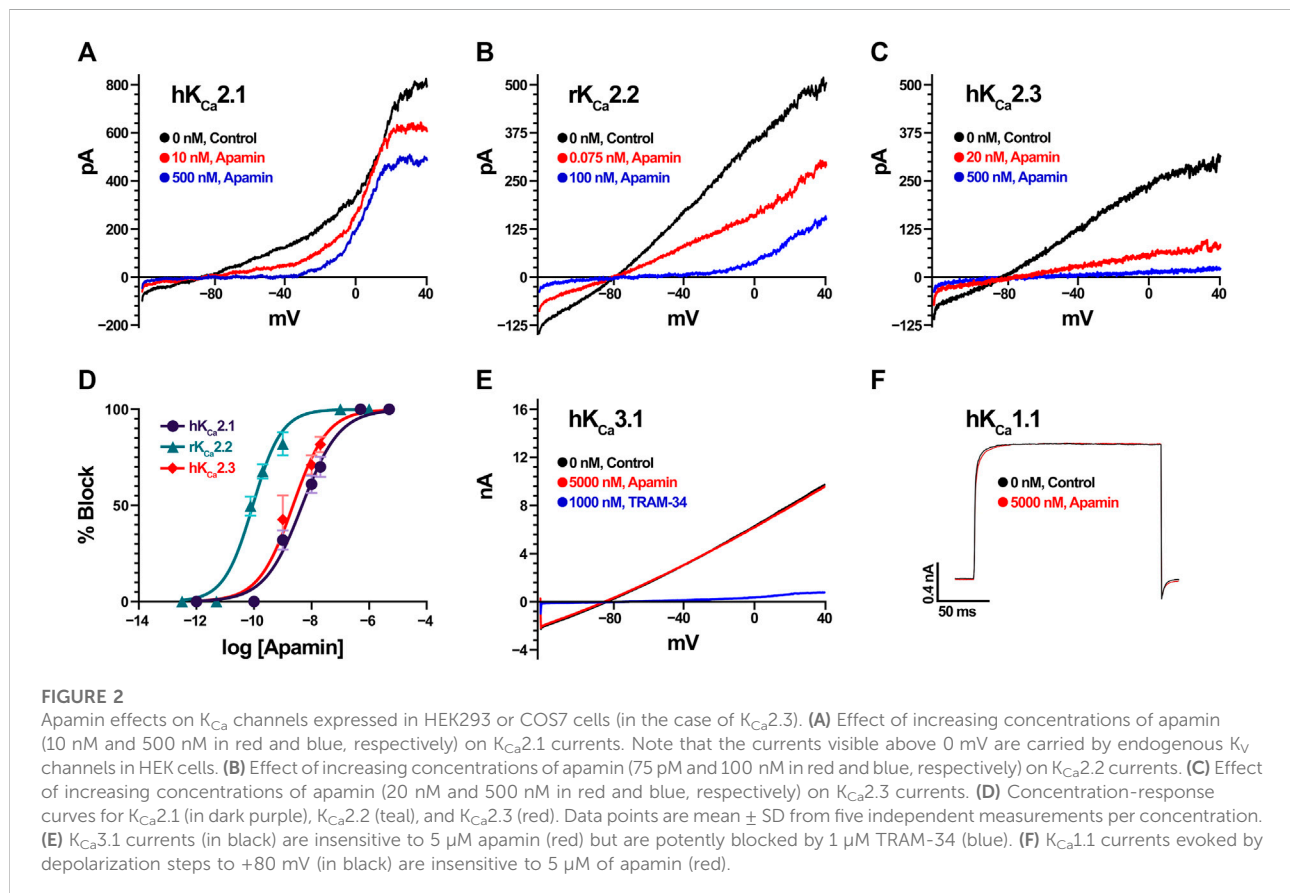 A
hKCa2.1
800
600
400
200
0
−200
pA
0 nM, Control
10 nM, Apamin
500 nM, Apamin
−80
−40
0
40
mV
B
rKCa2.2
500
375
250
125
0
−125
pA
0 nM, Control
0.075 nM, Apamin
100 nM, Apamin
−80
−40
0
40
mV
C
hKCa2.3
500
375
250
125
0
−125
pA
0 nM, Control
20 nM, Apamin
500 nM, Apamin
−80
−40
0
40
mV
D
100
50
0
% Block
hKCa2.1
rKCa2.2
hKCa2.3
−14
−12
−10
−8
−6
−4
log [Apamin]
E
hKCa3.1
16
12
8
4
0
−4
nA
0 nM, Control
5000 nM, Apamin
1000 nM, TRAM-34
−80
−40
0
40
mV
F
hKCa1.1
0 nM, Control
5000 nM, Apamin
0.4 nA
50 ms
FIGURE 2
Apamin effects on KCa channels expressed in HEK293 or COS7 cells (in the case of KCa2.3). (A) Effect of increasing concentrations of apamin
(10 nM and 500 nM in red and blue, respectively) on KCa2.1 currents. Note that the currents visible above 0 mV are carried by endogenous KV
channels in HEK cells. (B) Effect of increasing concentrations of apamin (75 pM and 100 nM in red and blue, respectively) on KCa2.2 currents. (C) Effect
of increasing concentrations of apamin (20 nM and 500 nM in red and blue, respectively) on KCa2.3 currents. (D) Concentration-response
curves for KCa2.1 (in dark purple), KCa2.2 (teal), and KCa2.3 (red). Data points are mean ± SD from five independent measurements per concentration.
(E) KCa3.1 currents (in black) are insensitive to 5 µM apamin (red) but are potently blocked by 1 µM TRAM-34 (blue). (F) KCa1.1 currents evoked by
depolarization steps to +80 mV (in black) are insensitive to 5 µM of apamin (red).